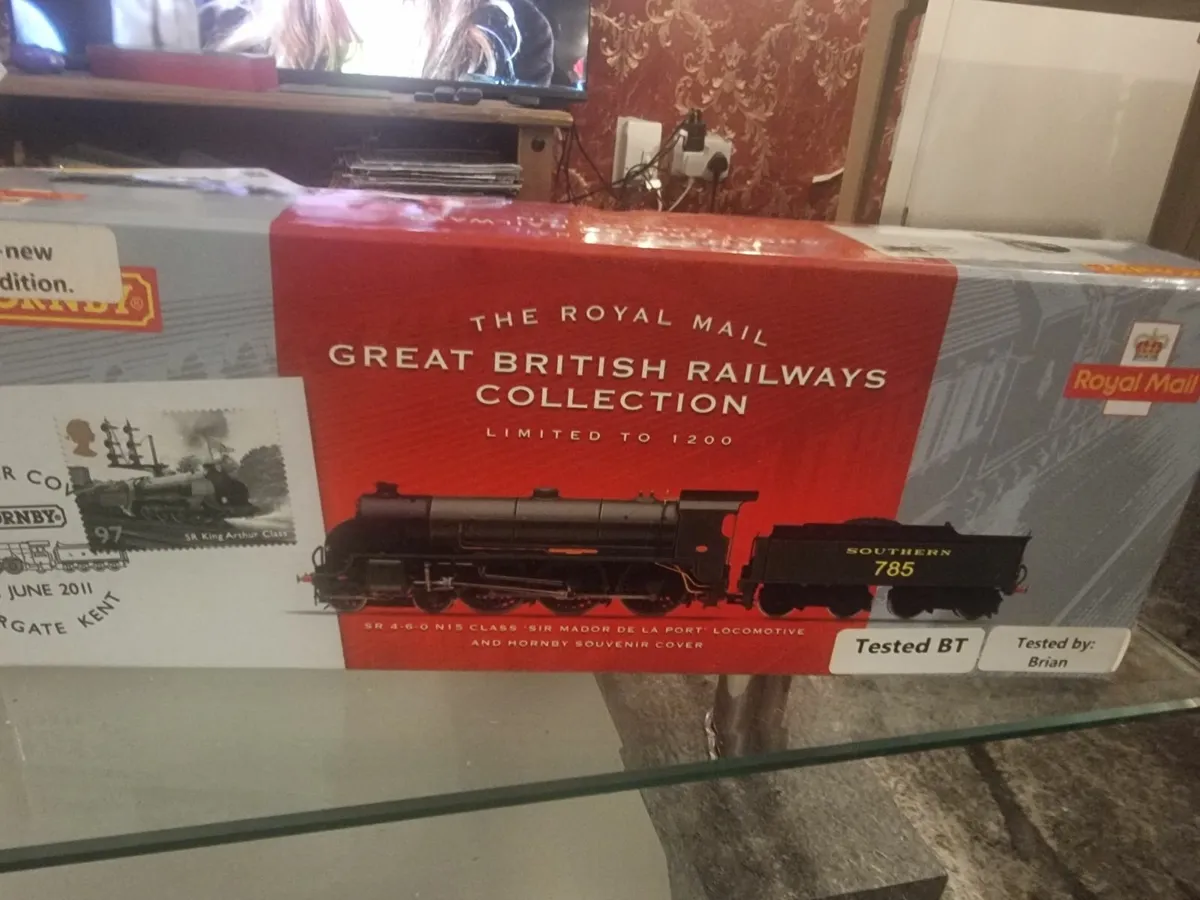 -new
dition.
ORNBY®
THE ROYAL MAIL
GREAT BRITISH RAILWAYS
COLLECTION
LIMITED TO 1200
Royal Mail
R COV
ORNBY®
97
SR King Arthur Class
JUNE 2011
RGATE KENT
SOUTHERN
785
SR 4-6-0 N15 CLASS 'SIR MADOR DE LA PORT' LOCOMOTIVE
AND HORNBY SOUVENIR COVER
Tested BT
Tested by:
Brian